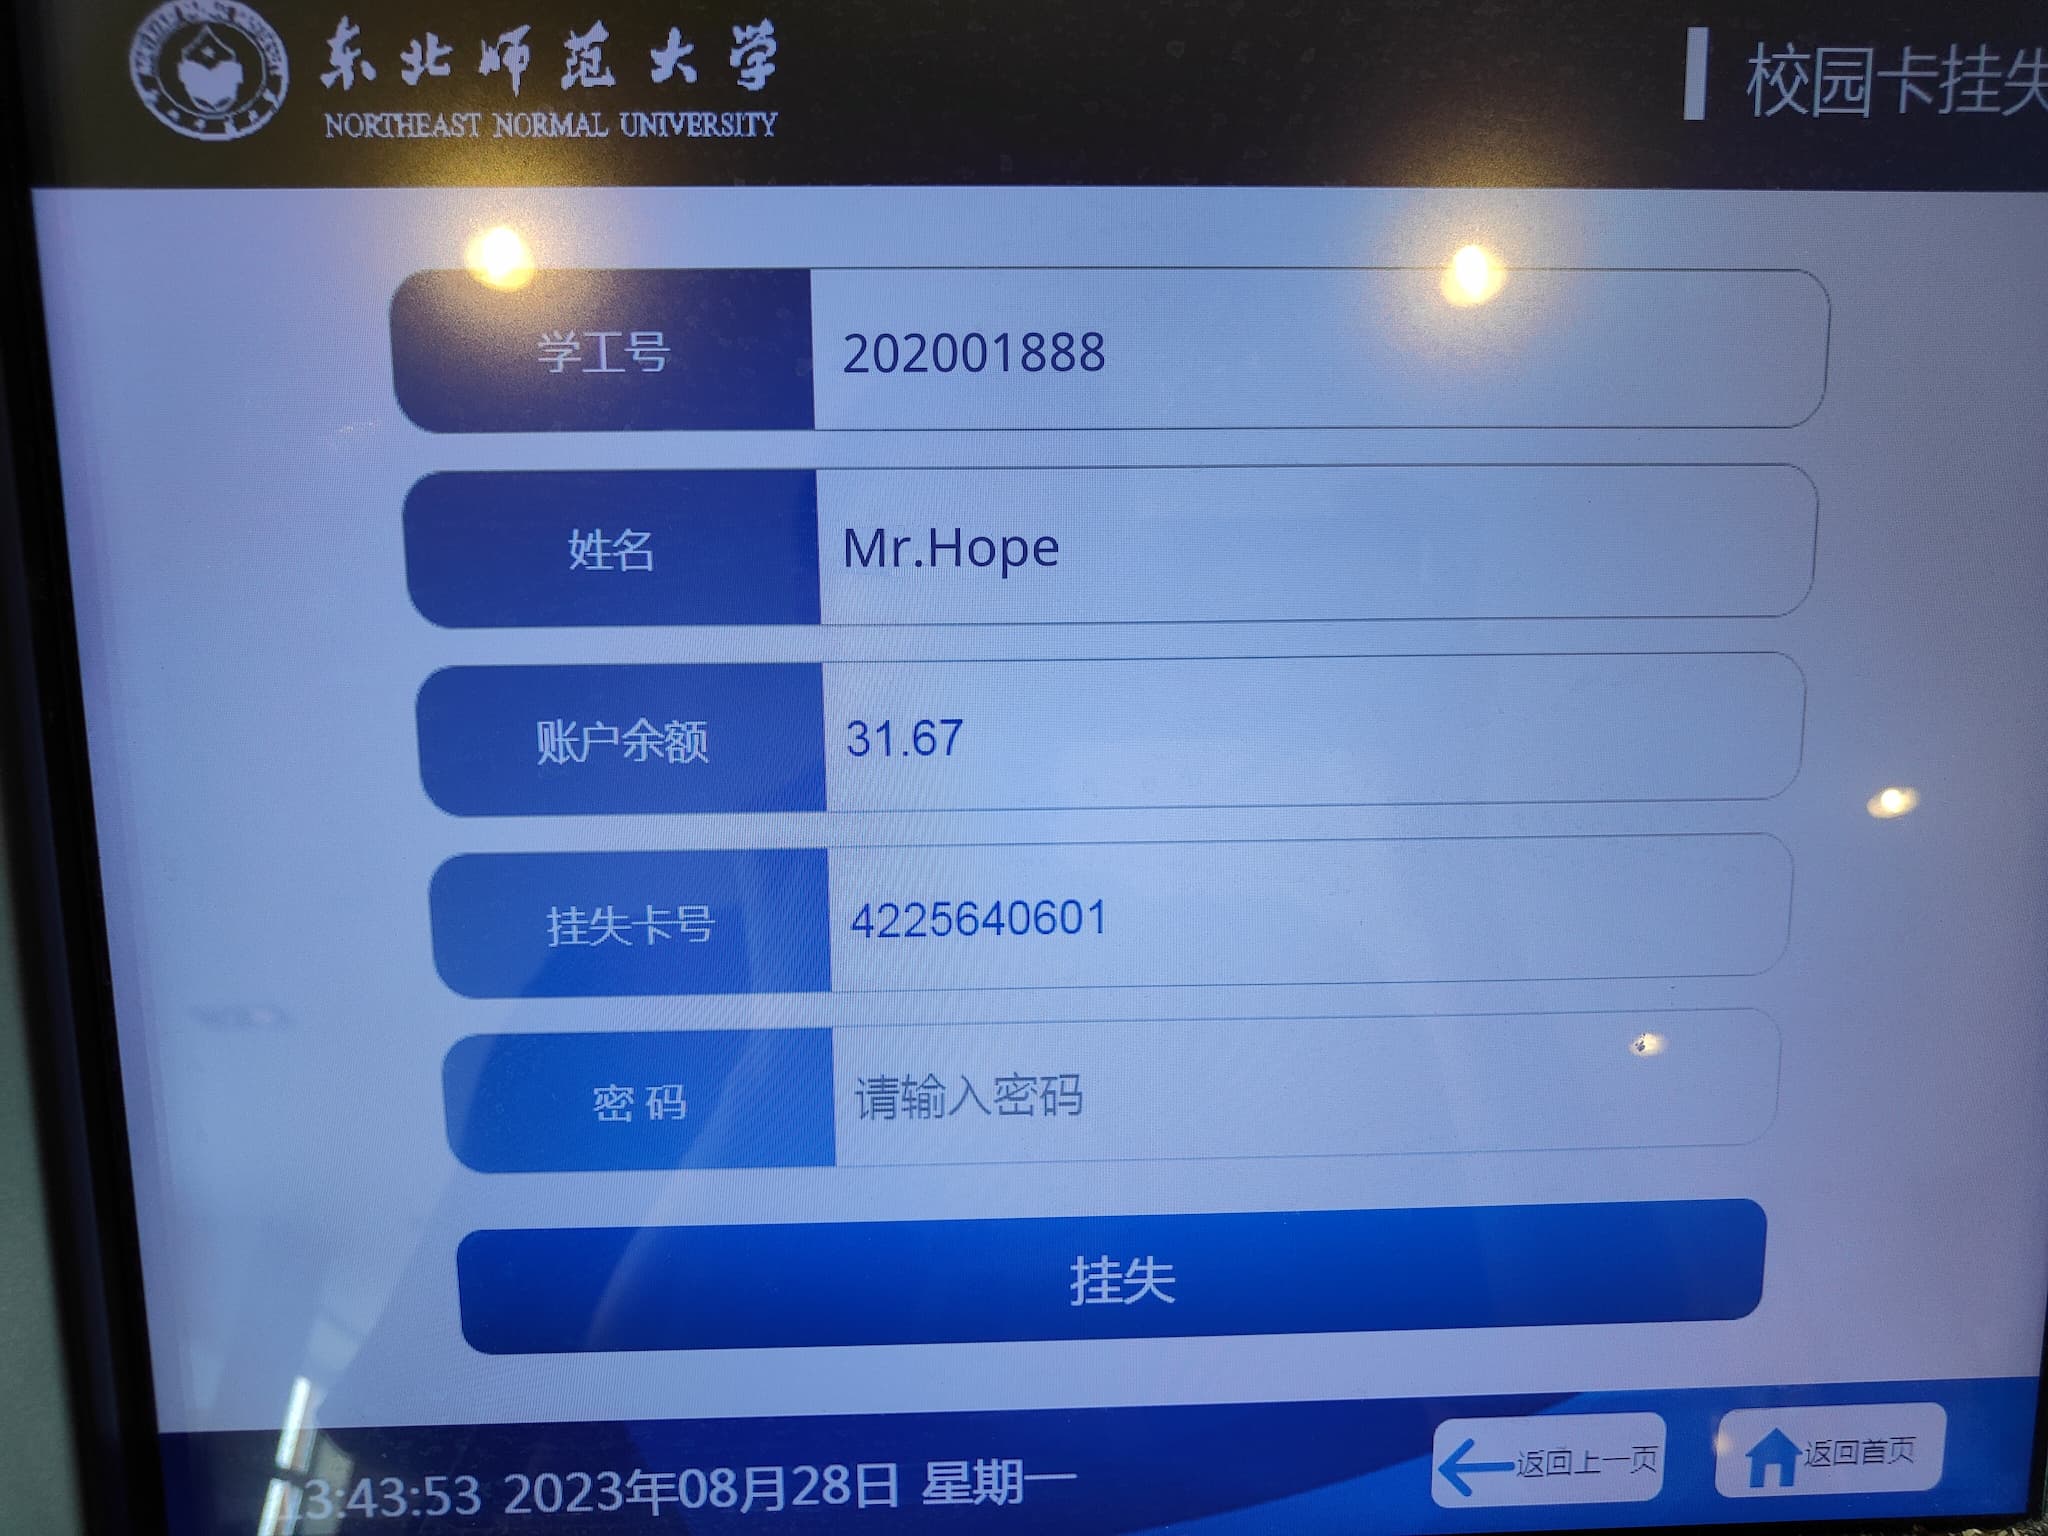 东北师范大学
NORTHEAST NORMAL UNIVERSITY
校园卡挂失
学工号 202001888
姓名 Mr.Hope
账户余额 31.67
挂失卡号 4225640601
密码 请输入密码
挂失
13:43:53 2023年08月28日 星期一
返回上一页
返回首页